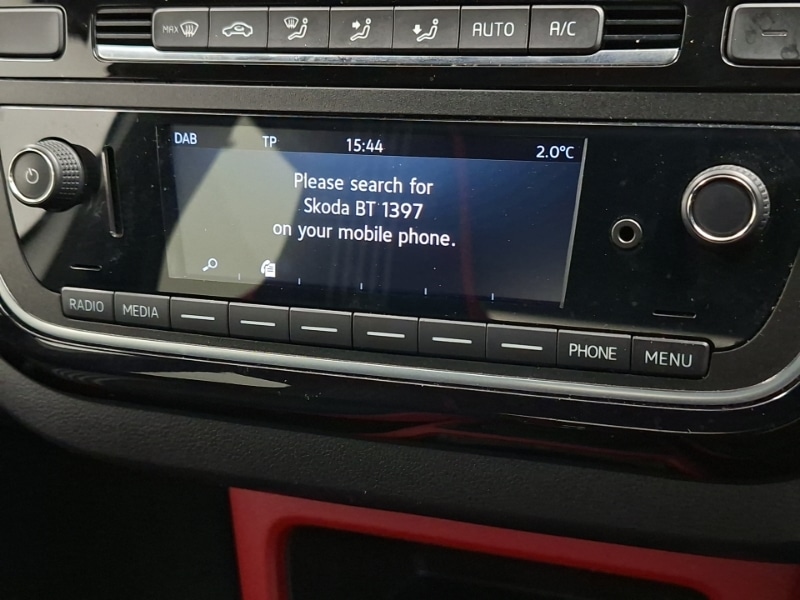 MAX
AUTO A/C
DAB TP 15:44 2.0°C
Please search for
Skoda BT 1397
on your mobile phone.
RADIO MEDIA PHONE MENU